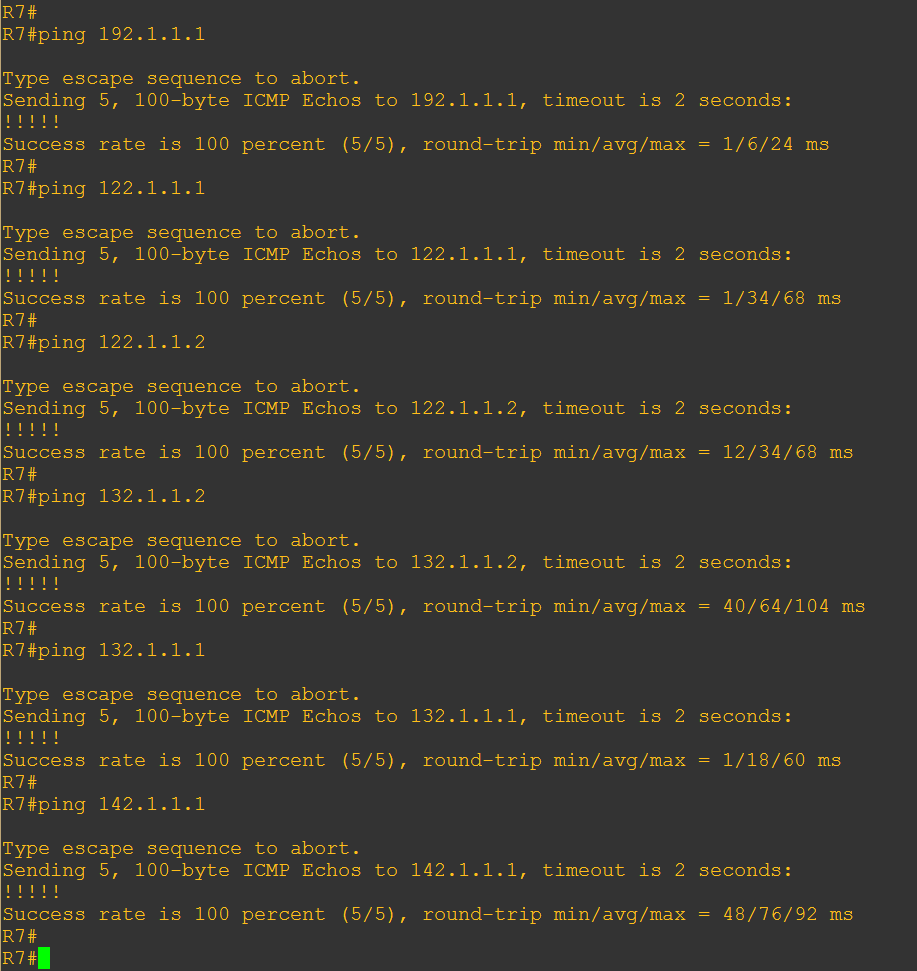 R7#
R7#ping 192.1.1.1
Type escape sequence to abort.
Sending 5, 100-byte ICMP Echos to 192.1.1.1, timeout is 2 seconds:
!!!!!
Success rate is 100 percent (5/5), round-trip min/avg/max = 1/6/24 ms
R7#
R7#ping 122.1.1.1
Type escape sequence to abort.
Sending 5, 100-byte ICMP Echos to 122.1.1.1, timeout is 2 seconds:
!!!!!
Success rate is 100 percent (5/5), round-trip min/avg/max = 1/34/68 ms
R7#
R7#ping 122.1.1.2
Type escape sequence to abort.
Sending 5, 100-byte ICMP Echos to 122.1.1.2, timeout is 2 seconds:
!!!!!
Success rate is 100 percent (5/5), round-trip min/avg/max = 12/34/68 ms
R7#
R7#ping 132.1.1.2
Type escape sequence to abort.
Sending 5, 100-byte ICMP Echos to 132.1.1.2, timeout is 2 seconds:
!!!!!
Success rate is 100 percent (5/5), round-trip min/avg/max = 40/64/104 ms
R7#
R7#ping 132.1.1.1
Type escape sequence to abort.
Sending 5, 100-byte ICMP Echos to 132.1.1.1, timeout is 2 seconds:
!!!!!
Success rate is 100 percent (5/5), round-trip min/avg/max = 1/18/60 ms
R7#
R7#ping 142.1.1.1
Type escape sequence to abort.
Sending 5, 100-byte ICMP Echos to 142.1.1.1, timeout is 2 seconds:
!!!!!
Success rate is 100 percent (5/5), round-trip min/avg/max = 48/76/92 ms
R7#
R7#